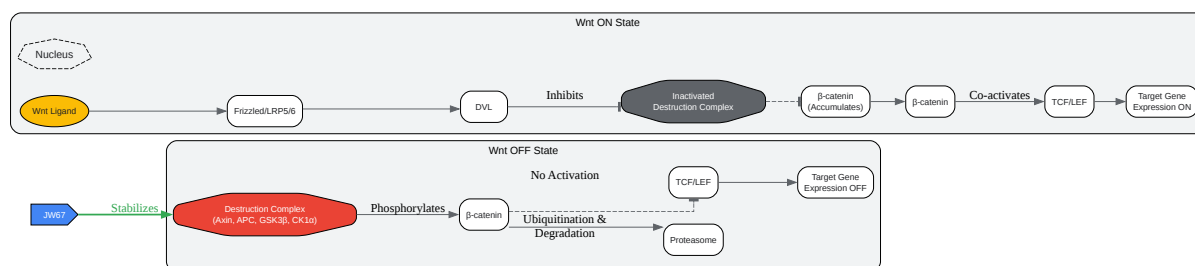 Wnt ON State
Nucleus
Wnt Ligand
Frizzled/LRP5/6
DVL
Inhibits
Inactivated
Destruction Complex
β-catenin
(Accumulates)
β-catenin
Co-activates
TCF/LEF
Target Gene
Expression ON
Wnt OFF State
JW67
Stabilizes
Destruction Complex
(Axin, APC, GSK3β, CK1α)
Phosphorylates
β-catenin
No Activation
TCF/LEF
Target Gene
Expression OFF
Ubiquitination &
Degradation
Proteasome